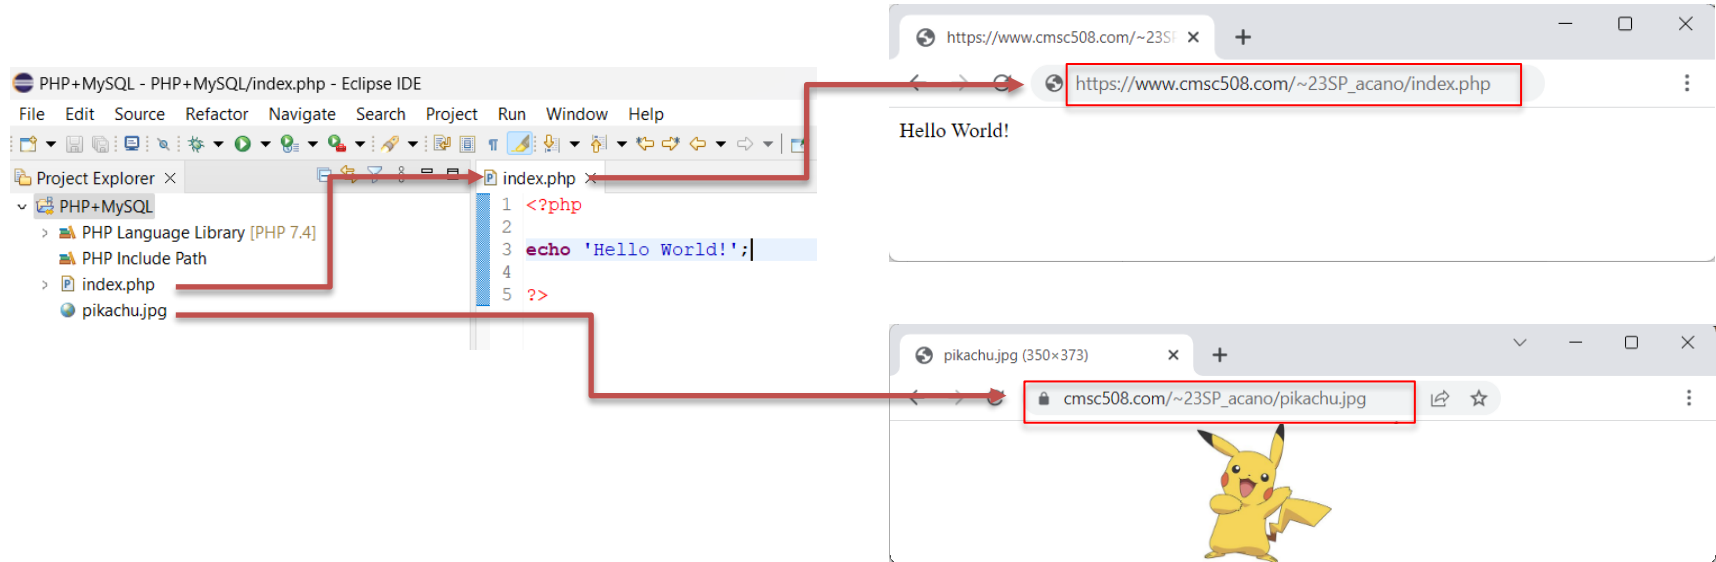 PHP+MySQL - PHP+MySQL/index.php - Eclipse IDE
File Edit Source Refactor Navigate Search Project Run Window Help
Project Explorer
PHP+MySQL
PHP Language Library [PHP 7.4]
PHP Include Path
index.php
pikachu.jpg
index.php
1 <?php
2
3 echo 'Hello World!';
4
5 ?>
https://www.cmsc508.com/~23S
https://www.cmsc508.com/~23SP_acano/index.php
Hello World!
pikachu.jpg (350×373)
cmsc508.com/~23SP_acano/pikachu.jpg